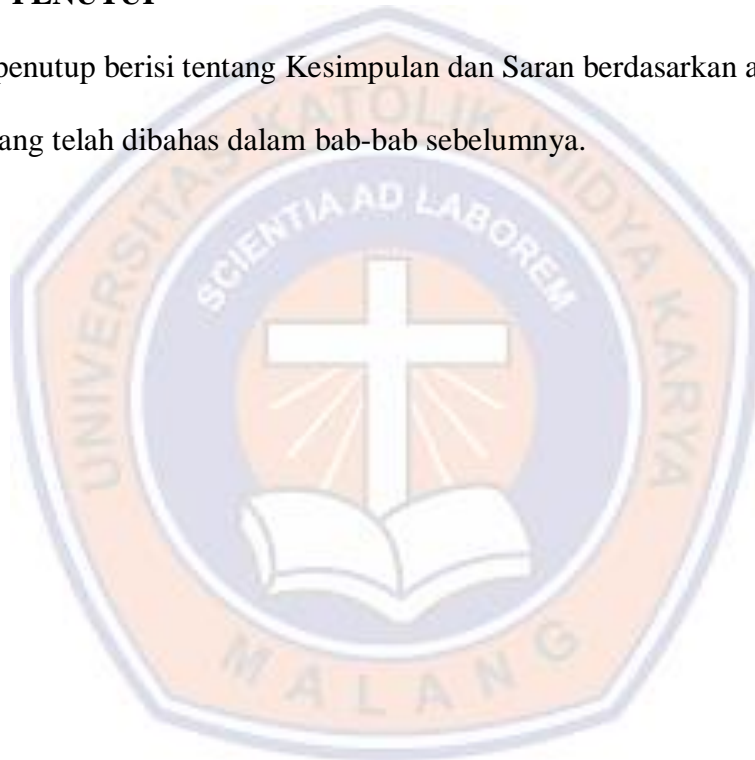 PENUTUP
penutup berisi tentang Kesimpulan dan Saran berdasarkan a
ang telah dibahas dalam bab-bab sebelumnya.
UNIVERSITAS KATOLIK WIDYA KARYA
SCIENTIA AD LABOREM
MALANG